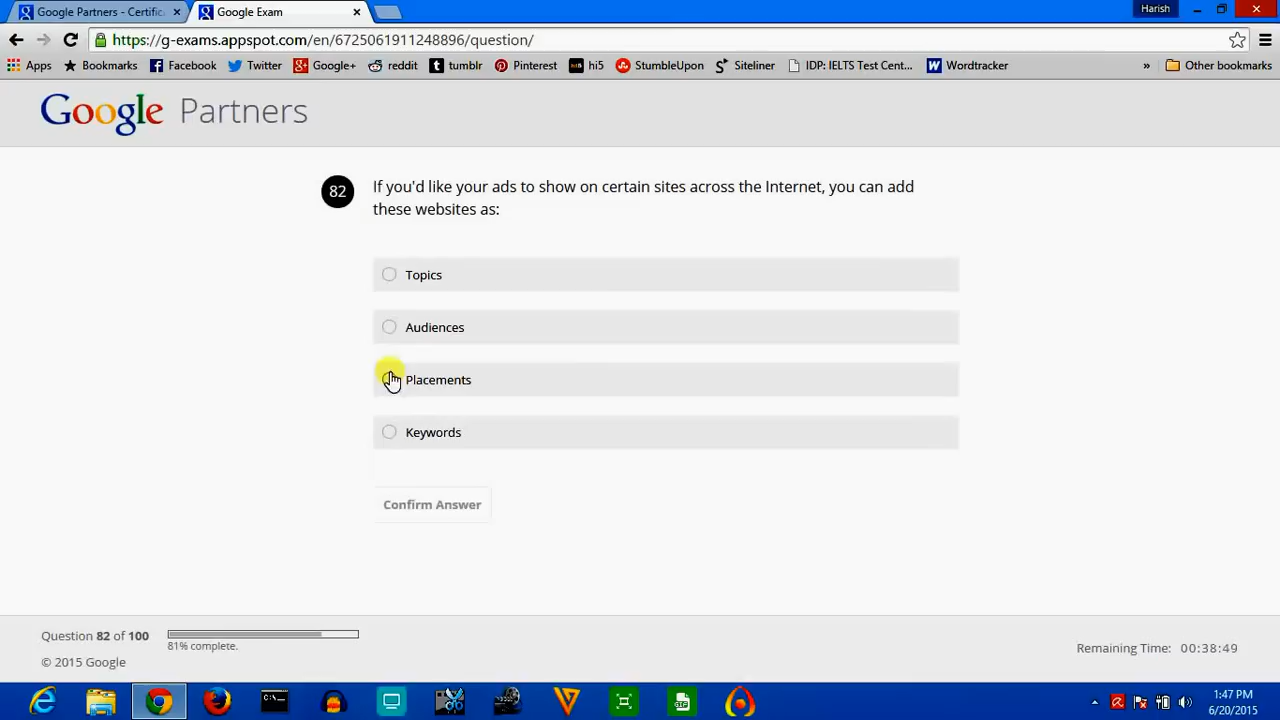 Google Partners - Certific
Google Exam
Harish
https://g-exams.appspot.com/en/6725061911248896/question/
Apps
Bookmarks
Facebook
Twitter
Google+
reddit
tumblr
Pinterest
hi5
StumbleUpon
Siteliner
IDP: IELTS Test Cent...
Wordtracker
»
Other bookmarks
Google Partners
82
If you'd like your ads to show on certain sites across the Internet, you can add
these websites as:
Topics
Audiences
Placements
Keywords
Confirm Answer
Question 82 of 100
81% complete.
© 2015 Google
Remaining Time: 00:38:49
1:47 PM
6/20/2015